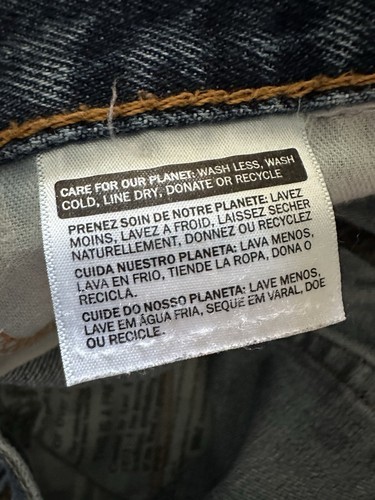 CARE FOR OUR PLANET: WASH LESS, WASH
COLD, LINE DRY, DONATE OR RECYCLE
PRENEZ SOIN DE NOTRE PLANETE: LAVEZ
MOINS, LAVEZ A FROID, LAISSEZ SECHER
NATURELLEMENT, DONNEZ OU RECYCLEZ
CUIDA NUESTRO PLANETA: LAVA MENOS,
LAVA EN FRIO, TIENDE LA ROPA, DONA O
RECICLA.
CUIDE DO NOSSO PLANETA: LAVE MENOS,
LAVE EM ÁGUA FRIA, SEQUE EM VARAL, DOE
OU RECICLE.